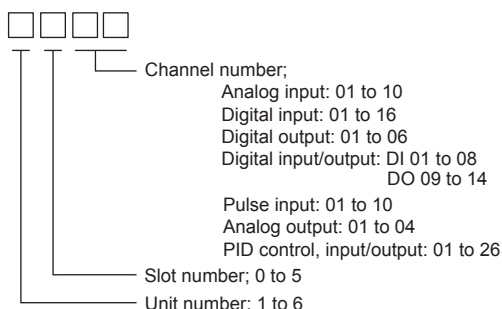 Channel number;
Analog input: 01 to 10
Digital input: 01 to 16
Digital output: 01 to 06
Digital input/output: DI 01 to 08
DO 09 to 14
Pulse input: 01 to 10
Analog output: 01 to 04
PID control, input/output: 01 to 26
Slot number; 0 to 5
Unit number; 1 to 6